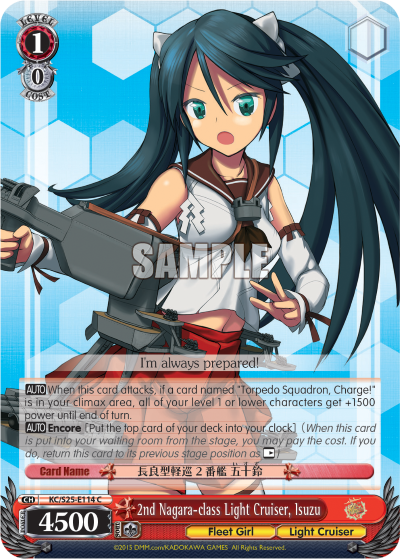 LEVEL
1
0
COST
SAMPLE
I'm always prepared!
AUTO When this card attacks, if a card named "Torpedo Squadron, Charge!"
is in your climax area, all of your level 1 or lower characters get +1500
power until end of turn.
AUTO Encore [Put the top card of your deck into your clock] (When this card
is put into your waiting room from the stage, you may pay the cost. If you do,
return this card to its previous stage position as REST)
Card Name 長良型軽巡2番艦 五十鈴
CH KC/S25-E114 C
POWER 4500 SOUL 2nd Nagara-class Light Cruiser, Isuzu
Fleet Girl Light Cruiser
©2015 DMM.com/KADOKAWA GAMES All Rights Reserved.